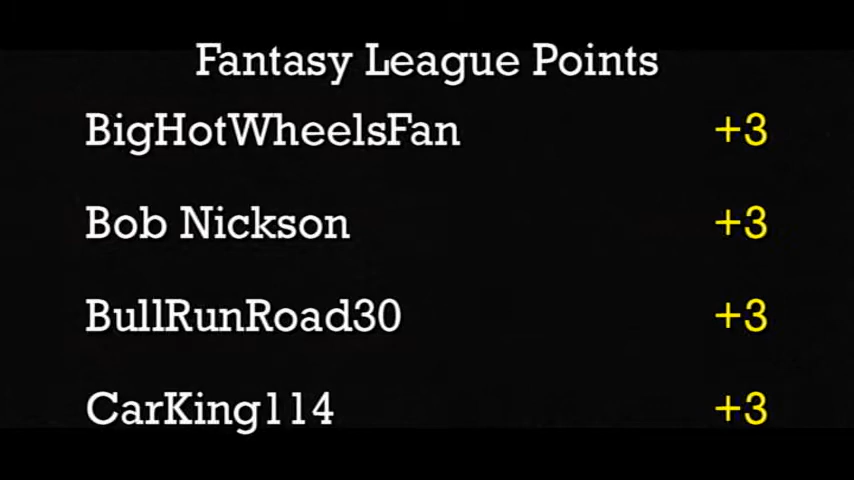 Fantasy League Points
BigHotWheelsFan +3
Bob Nickson +3
BullRunRoad30 +3
CarKing114 +3